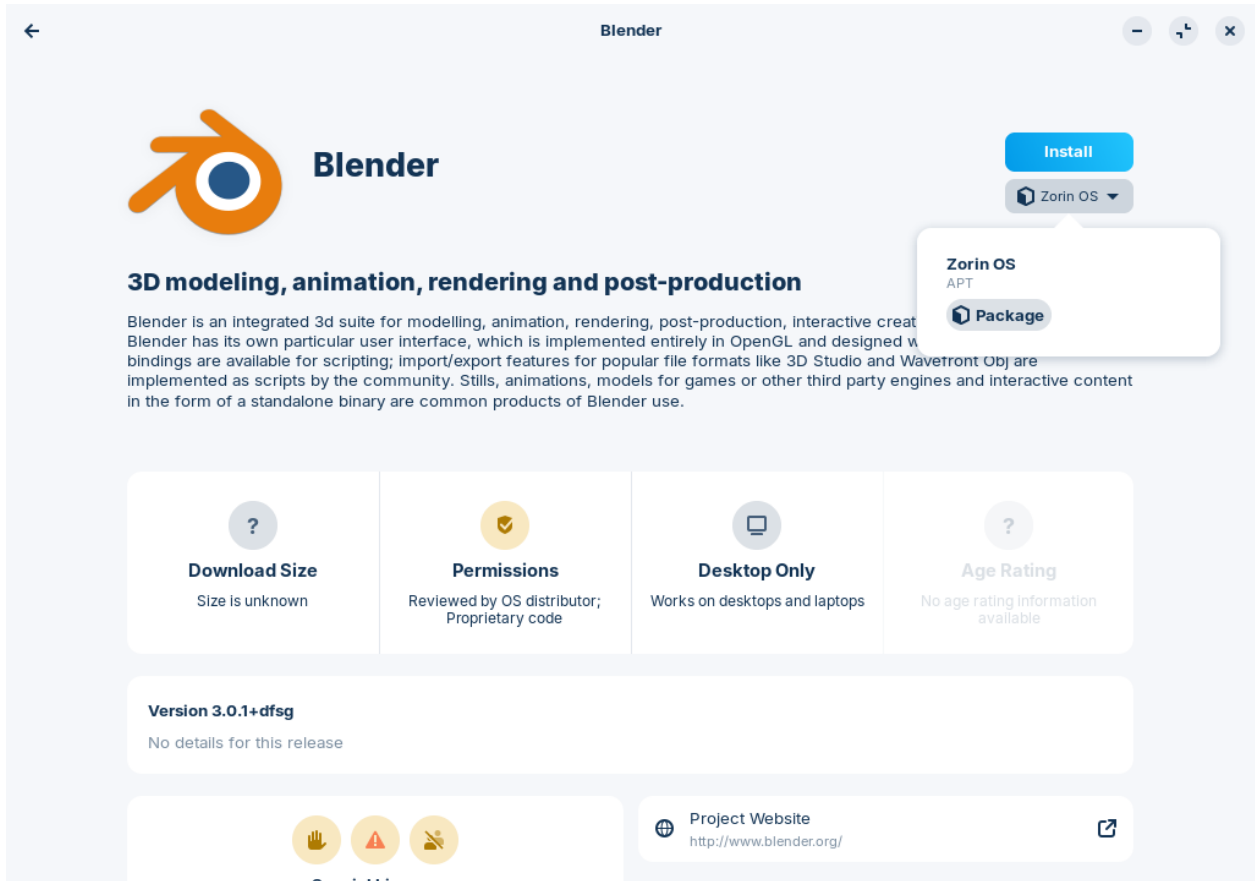 Blender
Blender
Install
Zorin OS
Zorin OS
APT
Package
3D modeling, animation, rendering and post-production
Blender is an integrated 3d suite for modelling, animation, rendering, post-production, interactive creat
Blender has its own particular user interface, which is implemented entirely in OpenGL and designed w
bindings are available for scripting; import/export features for popular file formats like 3D Studio and Wavefront Obj are
implemented as scripts by the community. Stills, animations, models for games or other third party engines and interactive content
in the form of a standalone binary are common products of Blender use.
?
Download Size
Size is unknown
Permissions
Reviewed by OS distributor;
Proprietary code
Desktop Only
Works on desktops and laptops
?
Age Rating
No age rating information
available
Version 3.0.1+dfsg
No details for this release
Project Website
http://www.blender.org/